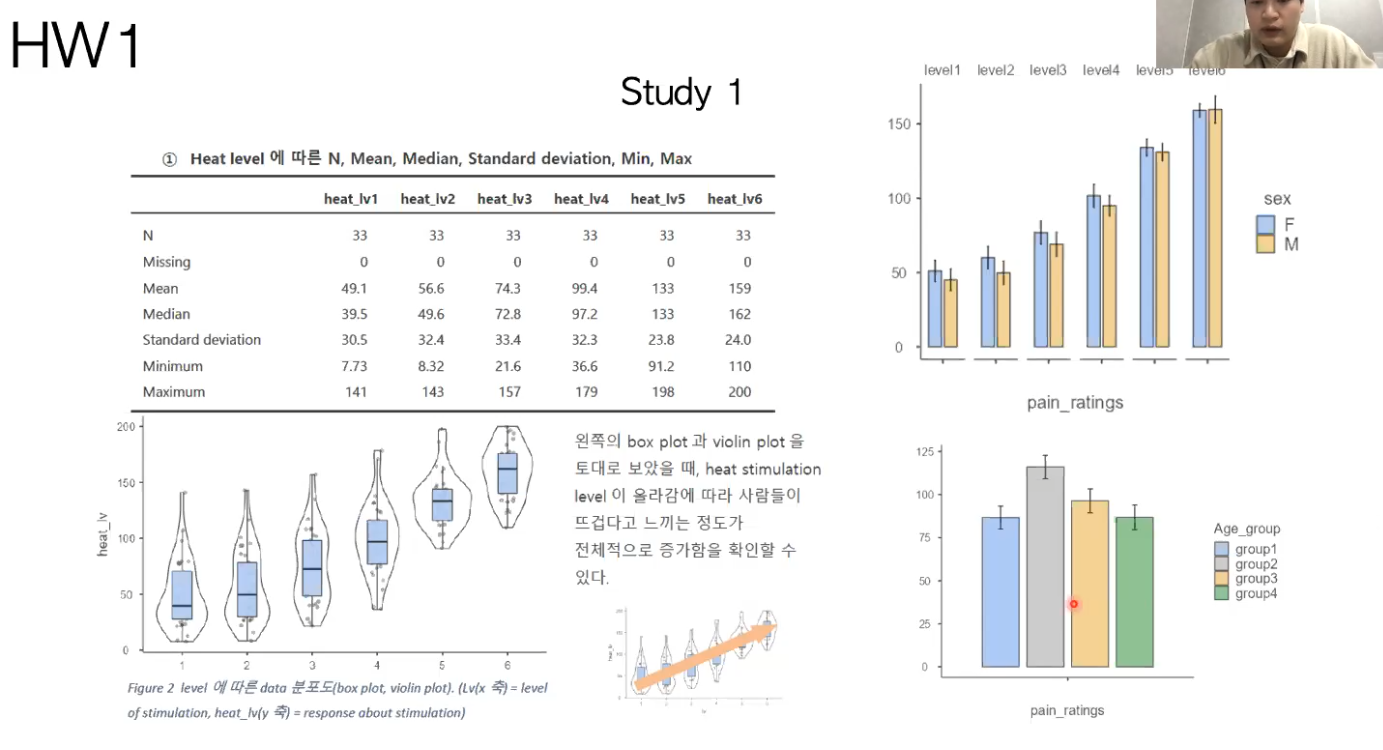 HW1
Study 1
① Heat level 에 따른 N, Mean, Median, Standard deviation, Min, Max
heat_lv1 heat_lv2 heat_lv3 heat_lv4 heat_lv5 heat_lv6
N 33 33 33 33 33 33
Missing 0 0 0 0 0 0
Mean 49.1 56.6 74.3 99.4 133 159
Median 39.5 49.6 72.8 97.2 133 162
Standard deviation 30.5 32.4 33.4 32.3 23.8 24.0
Minimum 7.73 8.32 21.6 36.6 91.2 110
Maximum 141 143 157 179 198 200
200
150
100
50
0
heat_lv
1 2 3 4 5 6
Figure 2 level 에 따른 data 분포도(box plot, violin plot). (Lv(x 축) = level
of stimulation, heat_lv(y 축) = response about stimulation)
왼쪽의 box plot 과 violin plot 을
토대로 보았을 때, heat stimulation
level 이 올라감에 따라 사람들이
뜨겁다고 느끼는 정도가
전체적으로 증가함을 확인할 수
있다.
level1 level2 level3 level4 level5 level6
150
100
50
0
sex
F
M
pain_ratings
125
100
75
50
25
0
Age_group
group1
group2
group3
group4
pain_ratings